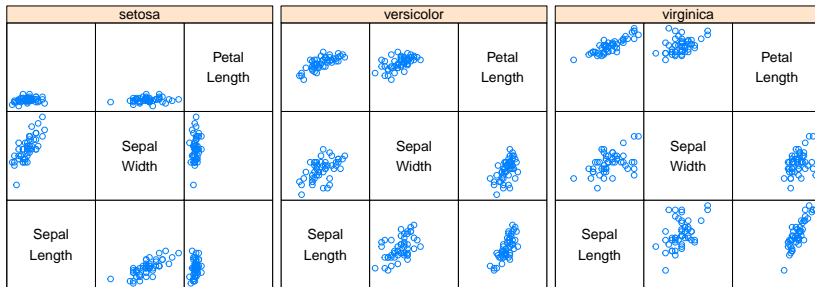 setosa
Petal
Length
Sepal
Width
Sepal
Length
versicolor
Petal
Length
Sepal
Width
Sepal
Length
virginica
Petal
Length
Sepal
Width
Sepal
Length